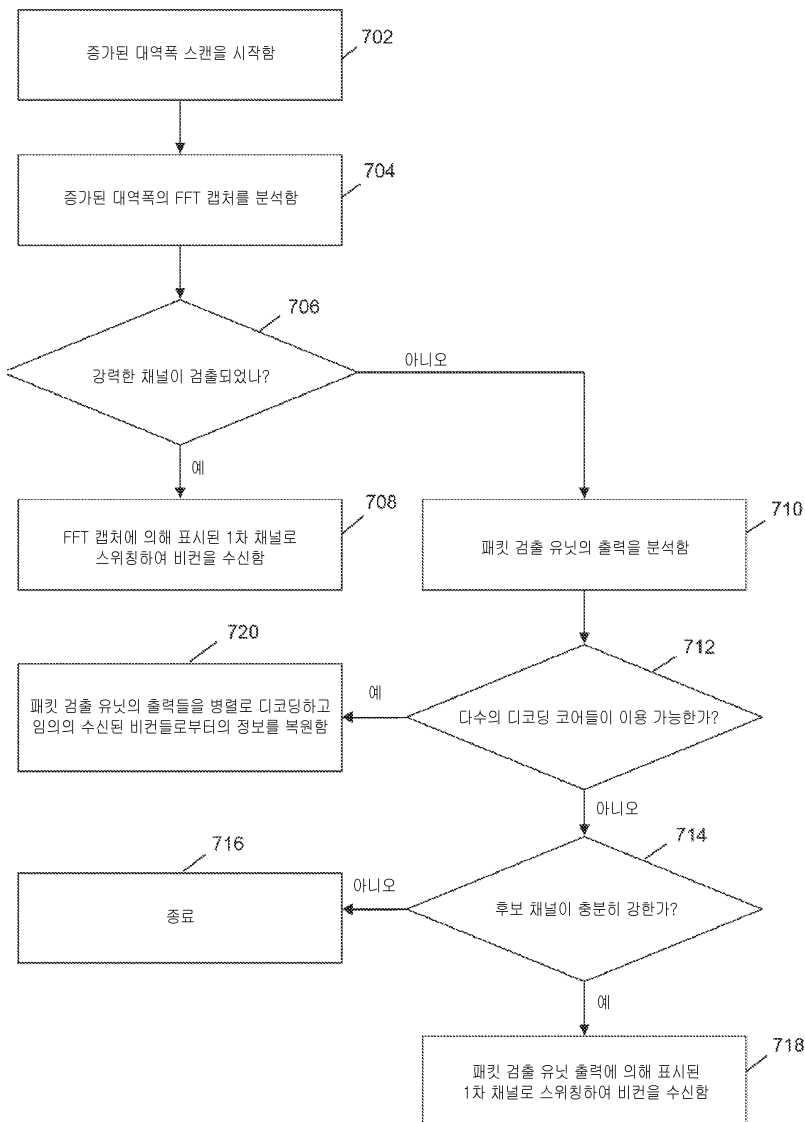 702
증가된 대역폭 스캔을 시작함
704
증가된 대역폭의 FFT 캡처를 분석함
706
강력한 채널이 검출되었나?
아니오
예
708
FFT 캡처에 의해 표시된 1차 채널로
스위칭하여 비컨을 수신함
710
패킷 검출 유닛의 출력을 분석함
720
패킷 검출 유닛의 출력들을 병렬로 디코딩하고
임의의 수신된 비컨들로부터의 정보를 복원함
712
예
다수의 디코딩 코어들이 이용 가능한가?
아니오
716
종료
714
아니오
후보 채널이 충분히 강한가?
예
718
패킷 검출 유닛 출력에 의해 표시된
1차 채널로 스위칭하여 비컨을 수신함